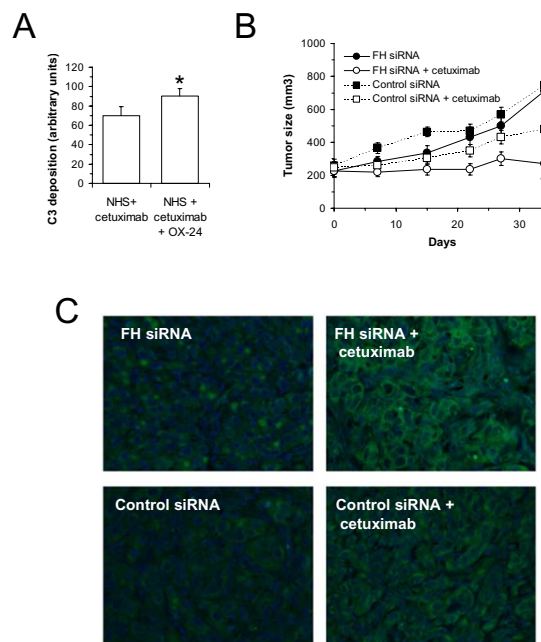 A
C3 deposition (arbitrary units)
120
100
80
60
40
20
0
*
NHS+
cetuximab
NHS +
cetuximab
+ OX-24
B
Tumor size (mm3)
1000
800
600
400
200
0
FH siRNA
FH siRNA + cetuximab
Control siRNA
Control siRNA + cetuximab
0
10
20
30
Days
C
FH siRNA
FH siRNA +
cetuximab
Control siRNA
Control siRNA +
cetuximab